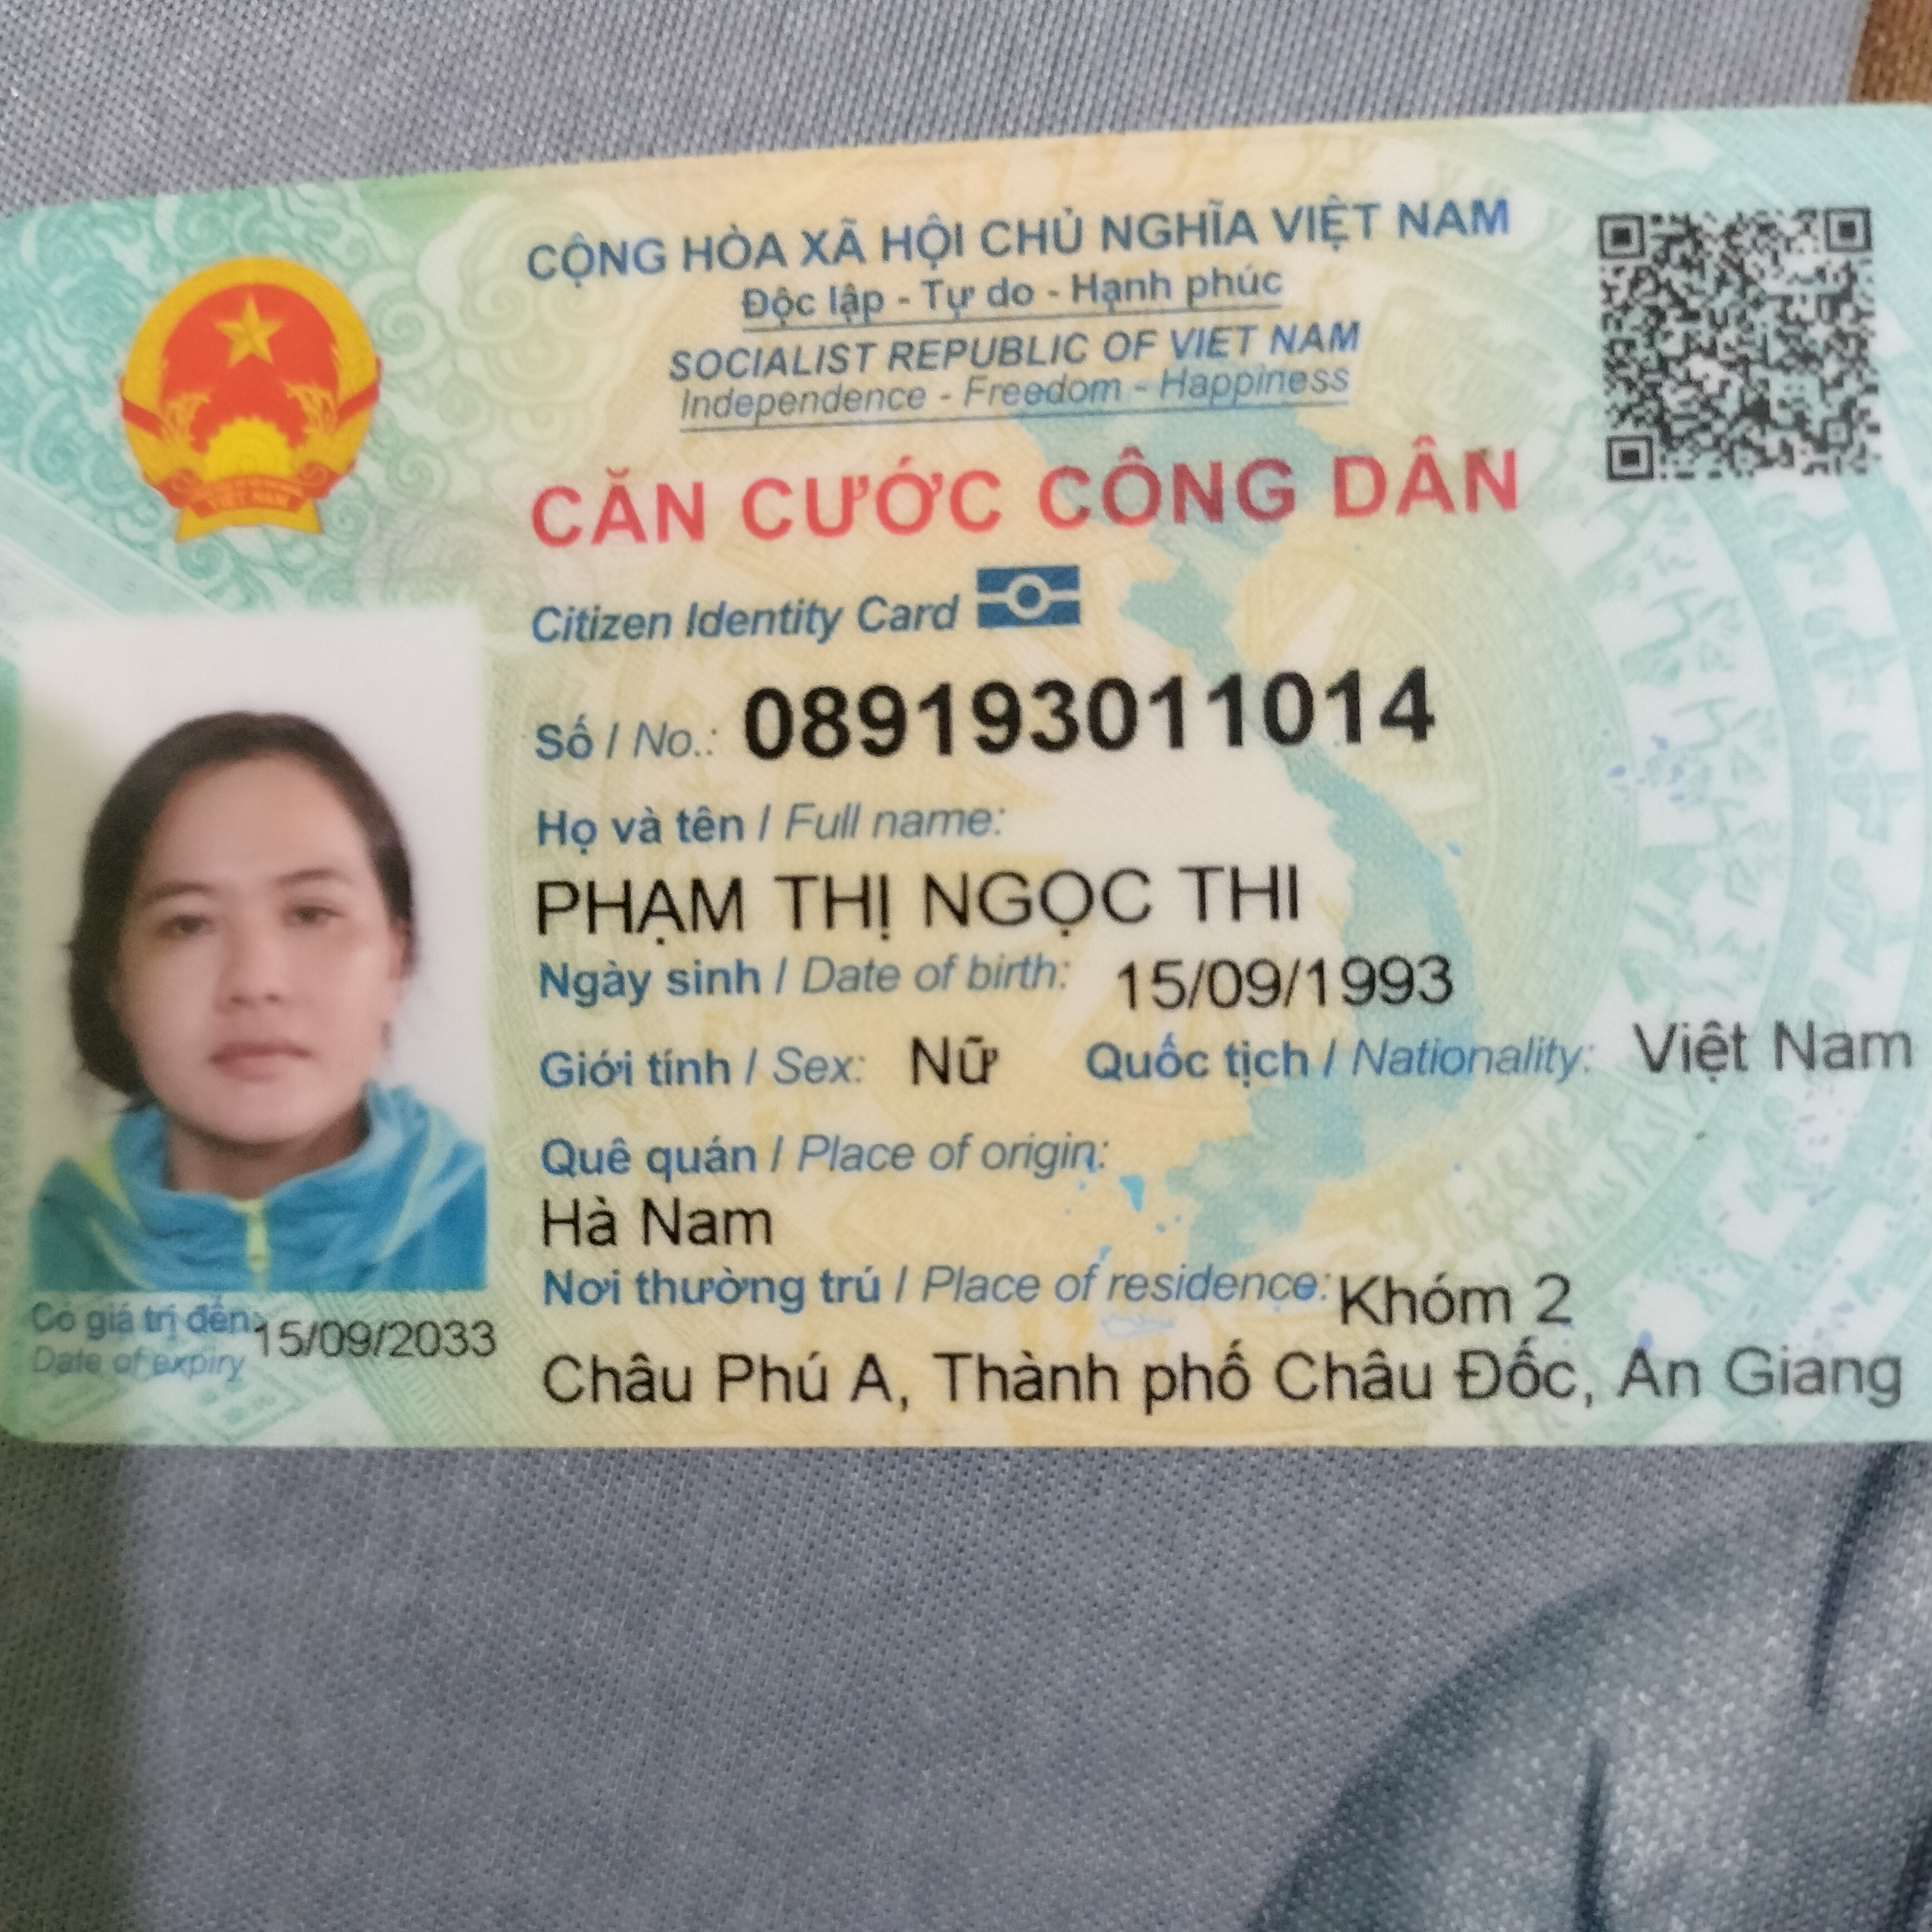 CỘNG HÒA XÃ HỘI CHỦ NGHĨA VIỆT NAM
Độc lập - Tự do - Hạnh phúc
SOCIALIST REPUBLIC OF VIET NAM
Independence - Freedom - Happiness
CĂN CƯỚC CÔNG DÂN
Citizen Identity Card
Số / No.: 089193011014
Họ và tên / Full name:
PHẠM THỊ NGỌC THI
Ngày sinh / Date of birth: 15/09/1993
Giới tính / Sex: Nữ Quốc tịch / Nationality: Việt Nam
Quê quán / Place of origin:
Hà Nam
Nơi thường trú / Place of residence: Khóm 2
Châu Phú A, Thành phố Châu Đốc, An Giang
Có giá trị đến: 15/09/2033
Date of expiry
VIỆT NAM